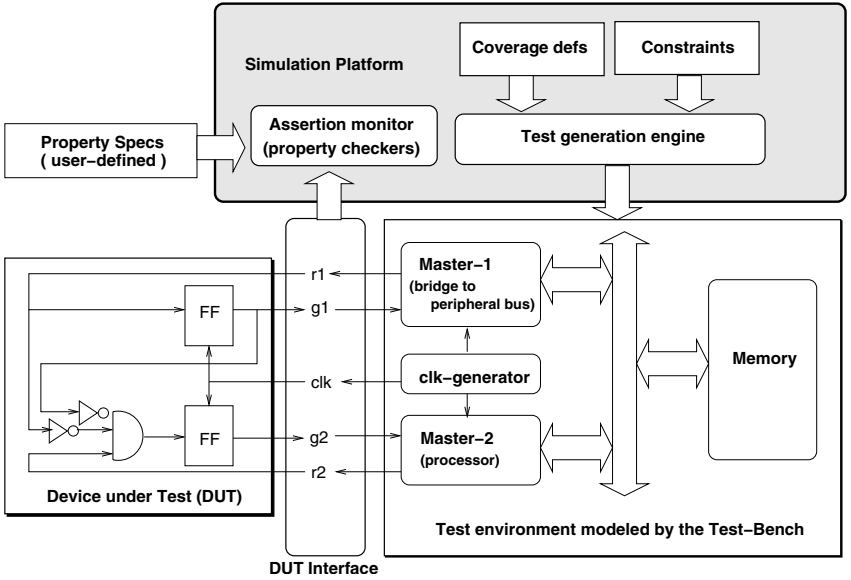 Coverage defs
Constraints
Simulation Platform
Assertion monitor
(property checkers)
Test generation engine
Property Specs
( user−defined )
r1
Master−1
(bridge to
peripheral bus)
FF
g1
Memory
clk
clk−generator
FF
g2
Master−2
(processor)
r2
Device under Test (DUT)
Test environment modeled by the Test−Bench
DUT Interface